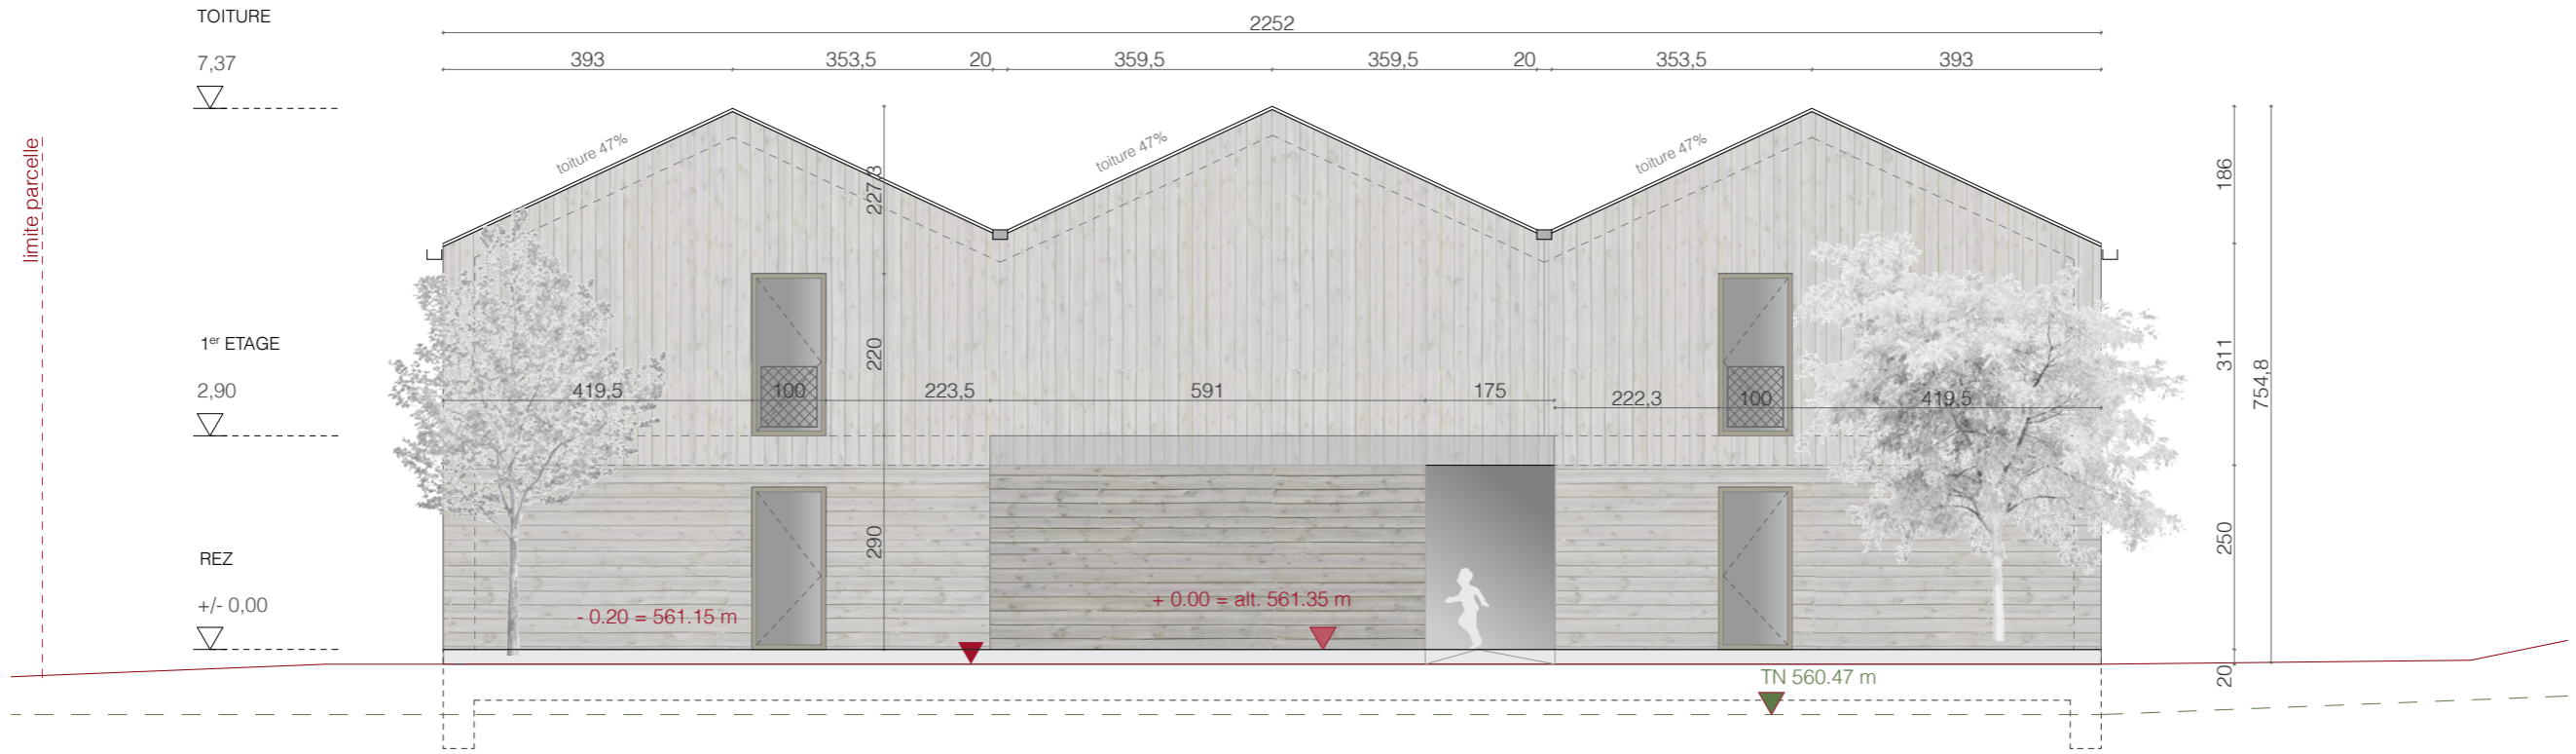 TOITURE
2252
7,37
393 353,5 20 359,5 359,5 20 353,5 393
limite parcelle
toiture 47% toiture 47% toiture 47%
227,3
186
1er ETAGE
220
311
754,8
2,90
419,5 100 223,5 591 175 222,3 100 419,5
290
250
REZ
+/- 0,00
- 0.20 = 561.15 m
+ 0.00 = alt. 561.35 m
TN 560.47 m
20